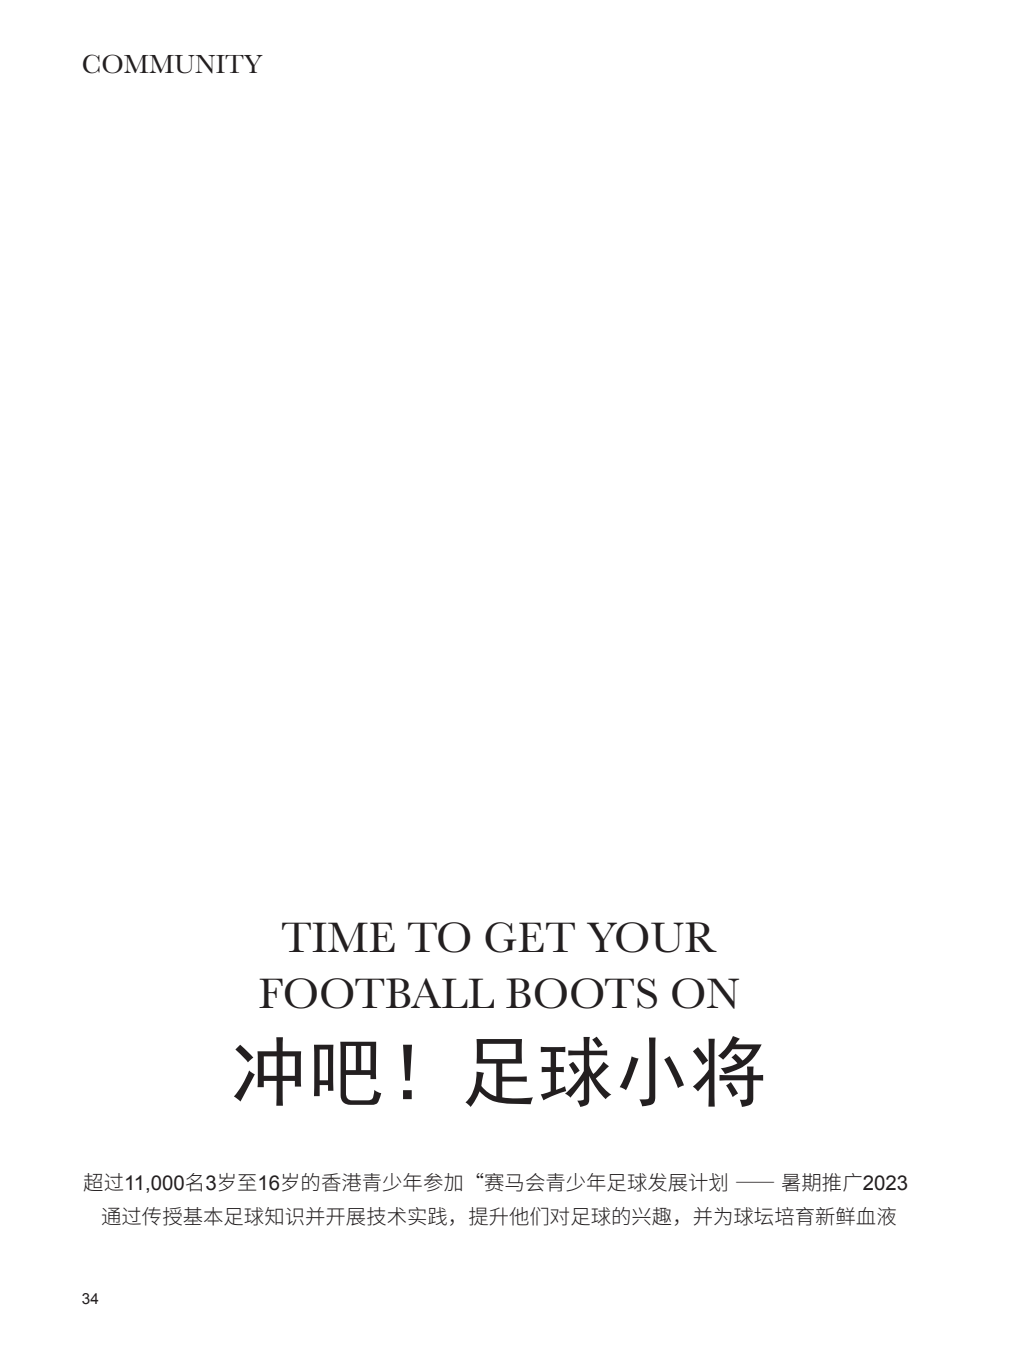 COMMUNITY
TIME TO GET YOUR
FOOTBALL BOOTS ON
冲吧！足球小将
超过11,000名3岁至16岁的香港青少年参加“赛马会青少年足球发展计划 —— 暑期推广2023
通过传授基本足球知识并开展技术实践，提升他们对足球的兴趣，并为球坛培育新鲜血液
34